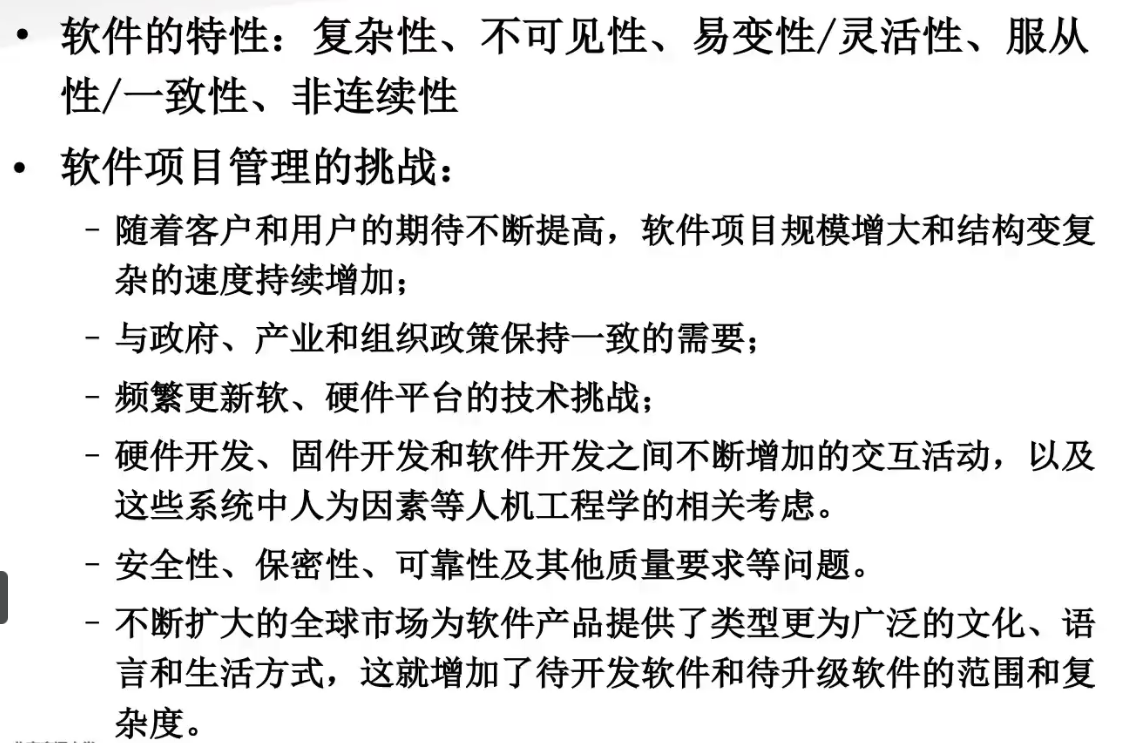 • 软件的特性：复杂性、不可见性、易变性/灵活性、服从
性/一致性、非连续性
• 软件项目管理的挑战：
– 随着客户和用户的期待不断提高，软件项目规模增大和结构变复
杂的速度持续增加；
– 与政府、产业和组织政策保持一致的需要；
– 频繁更新软、硬件平台的技术挑战；
– 硬件开发、固件开发和软件开发之间不断增加的交互活动，以及
这些系统中人为因素等人机工程学的相关考虑。
– 安全性、保密性、可靠性及其他质量要求等问题。
– 不断扩大的全球市场为软件产品提供了类型更为广泛的文化、语
言和生活方式，这就增加了待开发软件和待升级软件的范围和复
杂度。